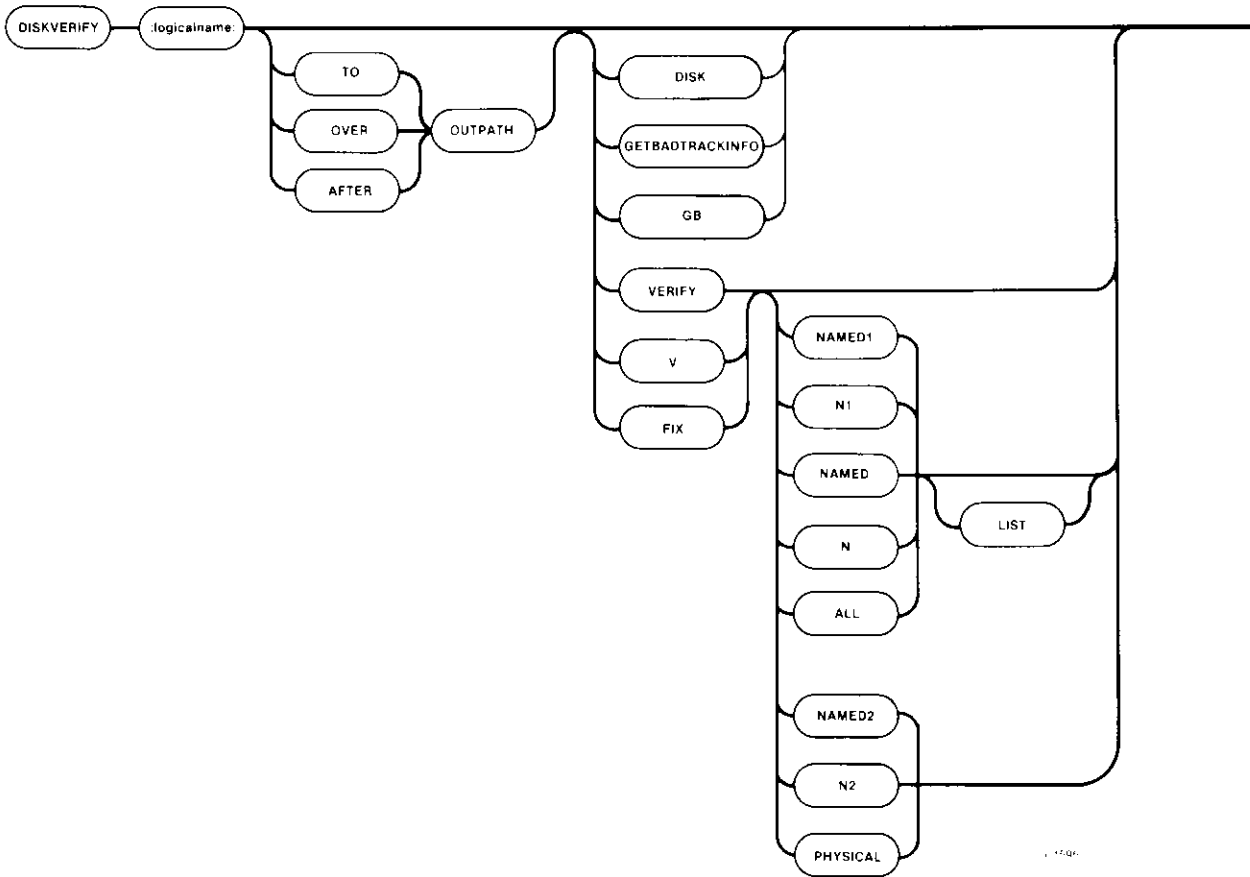 DISKVERIFY
:logicalname:
TO
OVER
AFTER
OUTPATH
DISK
GETBADTRACKINFO
GB
VERIFY
V
FIX
NAMED1
N1
NAMED
N
ALL
LIST
NAMED2
N2
PHYSICAL